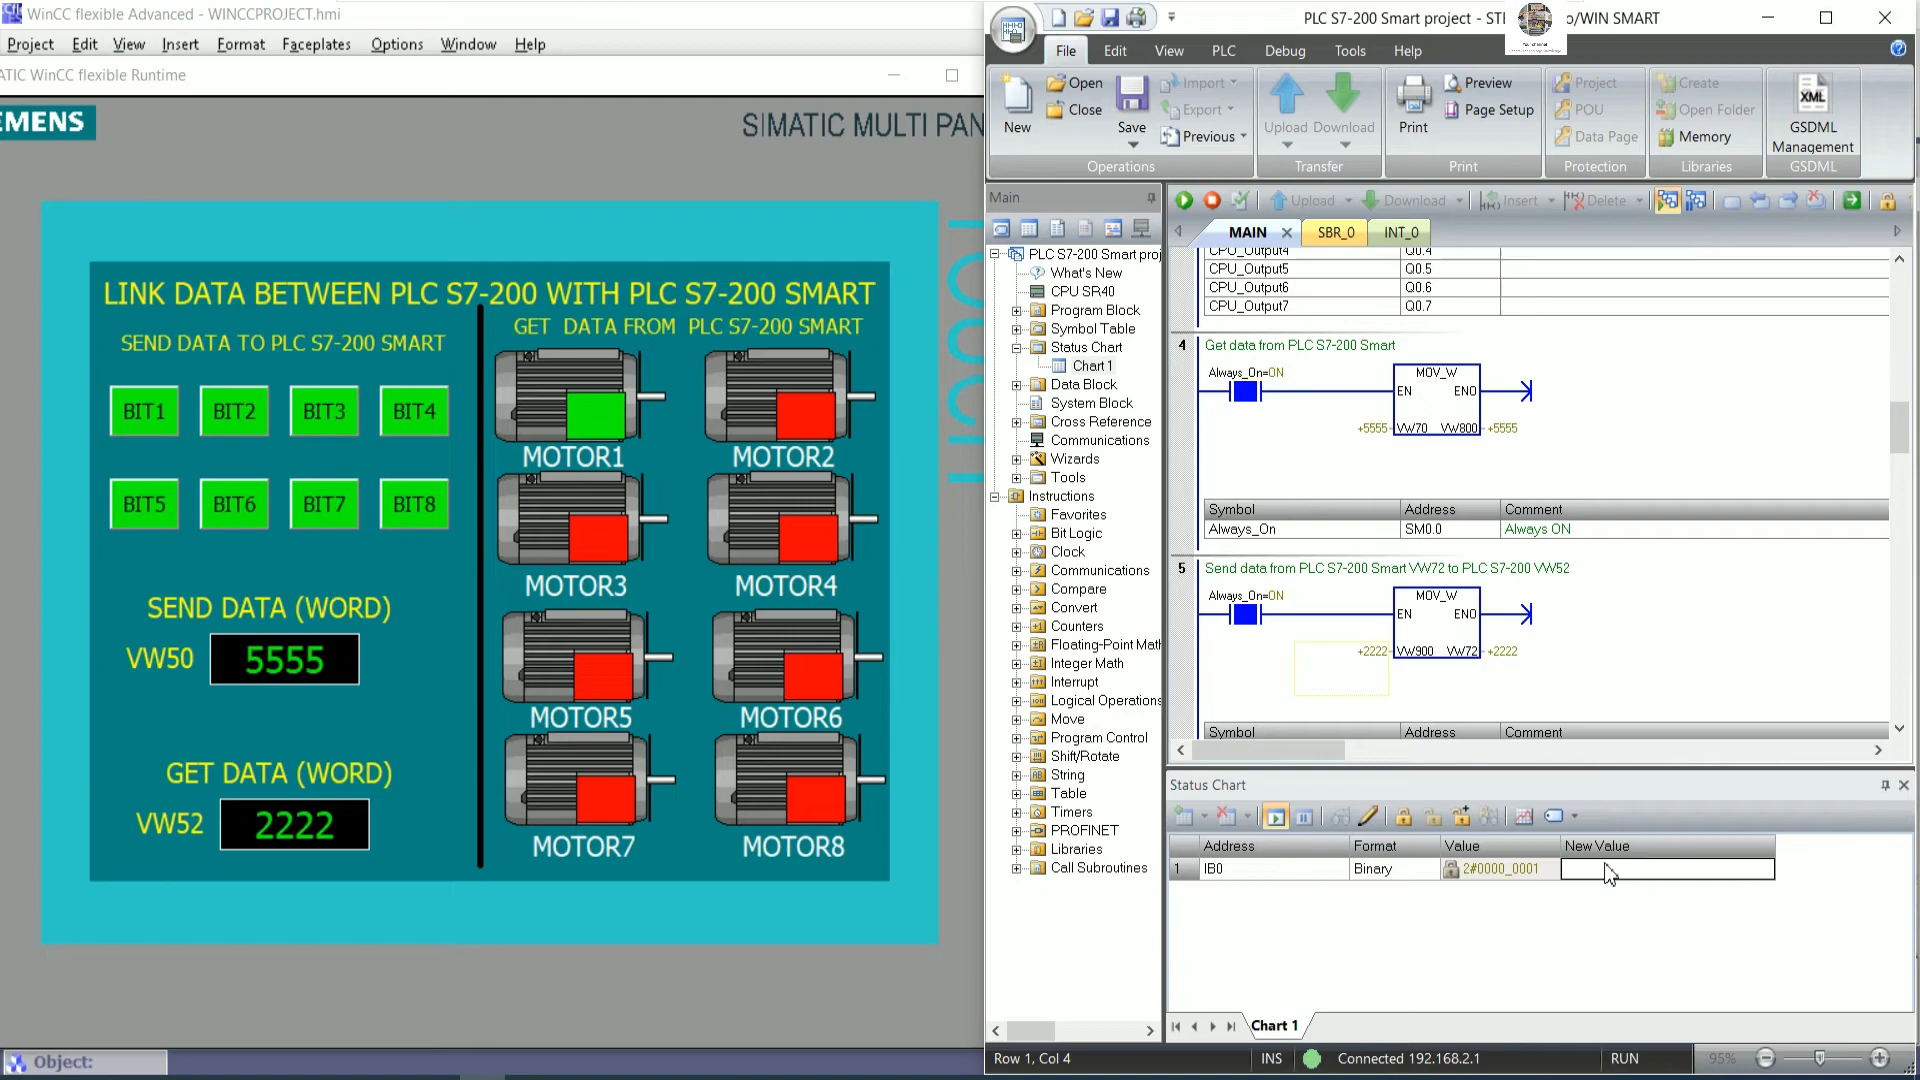 WinCC flexible Advanced - WINCCPROJECT.hmi
Project Edit View Insert Format Faceplates Options Window Help
ATIC WinCC flexible Runtime
EMENS
SIMATIC MULTI PAN
LINK DATA BETWEEN PLC S7-200 WITH PLC S7-200 SMART
SEND DATA TO PLC S7-200 SMART
GET DATA FROM PLC S7-200 SMART
BIT1 BIT2 BIT3 BIT4
BIT5 BIT6 BIT7 BIT8
MOTOR1 MOTOR2
MOTOR3 MOTOR4
MOTOR5 MOTOR6
MOTOR7 MOTOR8
SEND DATA (WORD)
VW50 5555
GET DATA (WORD)
VW52 2222
Object:
PLC S7-200 Smart project - STE
o/WIN SMART
File Edit View PLC Debug Tools Help
New
Open
Close
Save
Import
Export
Previous
Operations
Upload Download
Transfer
Print
Preview
Page Setup
Print
Project
POU
Data Page
Protection
Create
Open Folder
Memory
Libraries
XML
GSDML
Management
GSDML
Main
PLC S7-200 Smart proj
What's New
CPU SR40
Program Block
Symbol Table
Status Chart
Chart 1
Data Block
System Block
Cross Reference
Communications
Wizards
Tools
Instructions
Favorites
Bit Logic
Clock
Communications
Compare
Convert
Counters
Floating-Point Math
Integer Math
Interrupt
Logical Operations
Move
Program Control
Shift/Rotate
String
Table
Timers
PROFINET
Libraries
Call Subroutines
Upload Download Insert Delete
MAIN SBR_0 INT_0
CPU_Output4 Q0.4
CPU_Output5 Q0.5
CPU_Output6 Q0.6
CPU_Output7 Q0.7
4 Get data from PLC S7-200 Smart
Always_On=ON
MOV_W
EN ENO
+5555 VW70 VW800 +5555
Symbol Address Comment
Always_On SM0.0 Always ON
5 Send data from PLC S7-200 Smart VW72 to PLC S7-200 VW52
Always_On=ON
MOV_W
EN ENO
+2222 VW900 VW72 +2222
Symbol Address Comment
Status Chart
Address Format Value New Value
1 IB0 Binary 2#0000_0001
Chart 1
Row 1, Col 4 INS Connected 192.168.2.1 RUN 95%